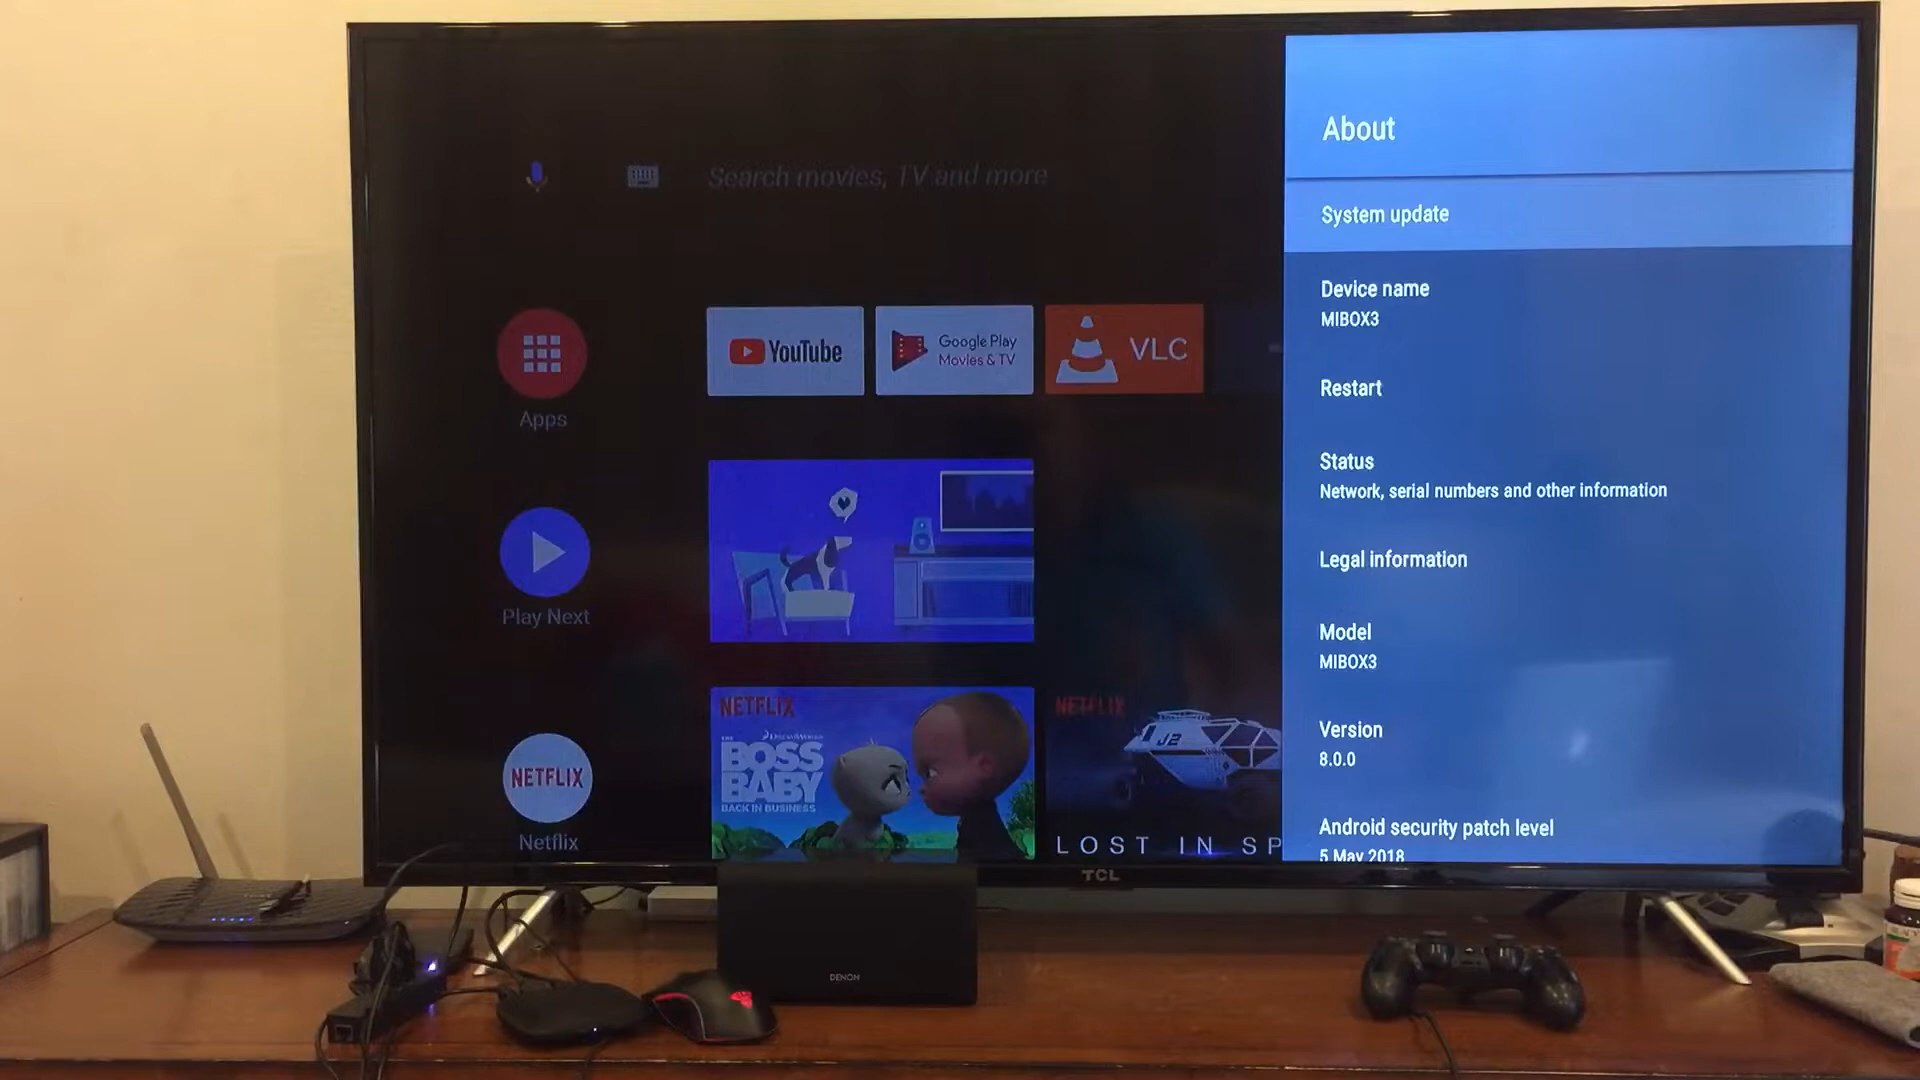 Search movies, TV and more
Apps
YouTube
Google Play
Movies & TV
VLC
Play Next
NETFLIX
Netflix
NETFLIX
DreamWorks
THE
BOSS
BABY
BACK IN BUSINESS
NETFLIX
J2
LOST IN SP
About
System update
Device name
MIBOX3
Restart
Status
Network, serial numbers and other information
Legal information
Model
MIBOX3
Version
8.0.0
Android security patch level
5 May 2018
TCL
DENON